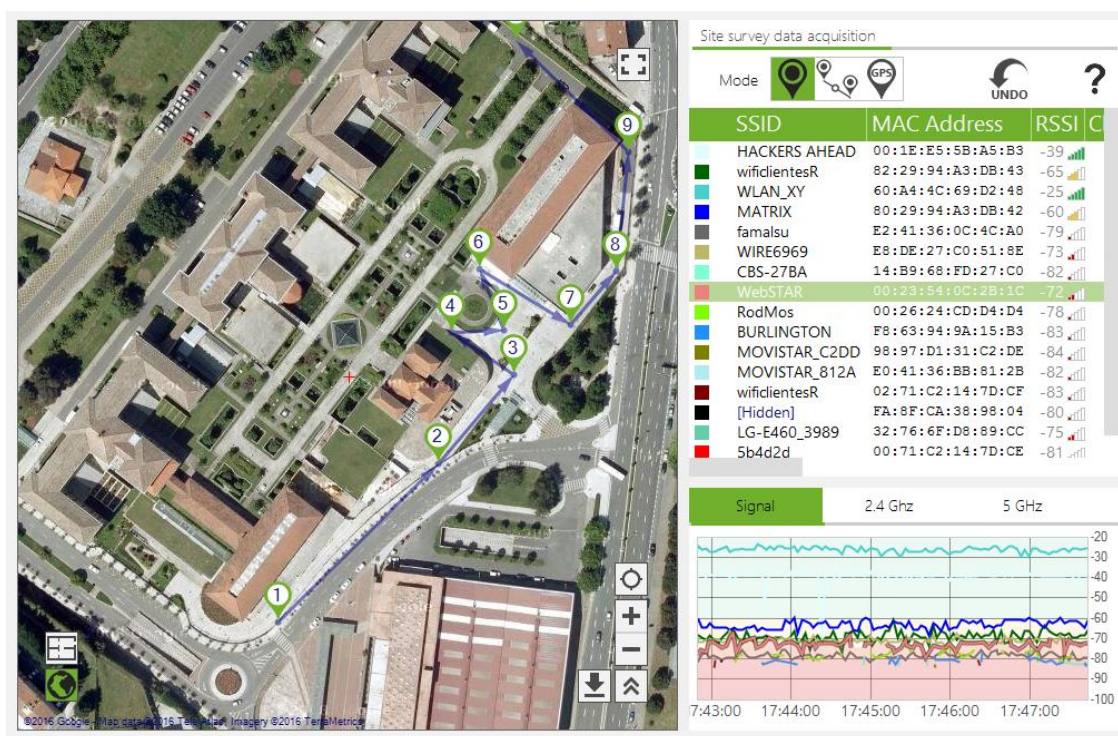 9
8
6
7
5
4
3
2
1
©2016 Google - Map data ©2016 Tele Atlas, Imagery ©2016 TerraMetrics
Site survey data acquisition
Mode
GPS
UNDO
?
SSID MAC Address RSSI
HACKERS AHEAD 00:1E:E5:5B:A5:B3 -39
wificlientesR 82:29:94:A3:DB:43 -65
WLAN_XY 60:A4:4C:69:D2:48 -25
MATRIX 80:29:94:A3:DB:42 -60
famalsu E2:41:36:0C:4C:A0 -79
WIRE6969 E8:DE:27:C0:51:8E -73
CBS-27BA 14:B9:68:FD:27:C0 -82
WebSTAR 00:23:54:0C:2B:1C -72
RodMos 00:26:24:CD:D4:D4 -78
BURLINGTON F8:63:94:9A:15:B3 -83
MOVISTAR_C2DD 98:97:D1:31:C2:DE -84
MOVISTAR_812A E0:41:36:BB:81:2B -82
wificlientesR 02:71:C2:14:7D:CF -83
[Hidden] FA:8F:CA:38:98:04 -80
LG-E460_3989 32:76:6F:D8:89:CC -75
5b4d2d 00:71:C2:14:7D:CE -81
Signal 2.4 Ghz 5 GHz
-20
-30
-40
-50
-60
-70
-80
-90
-100
17:43:00 17:44:00 17:45:00 17:46:00 17:47:00